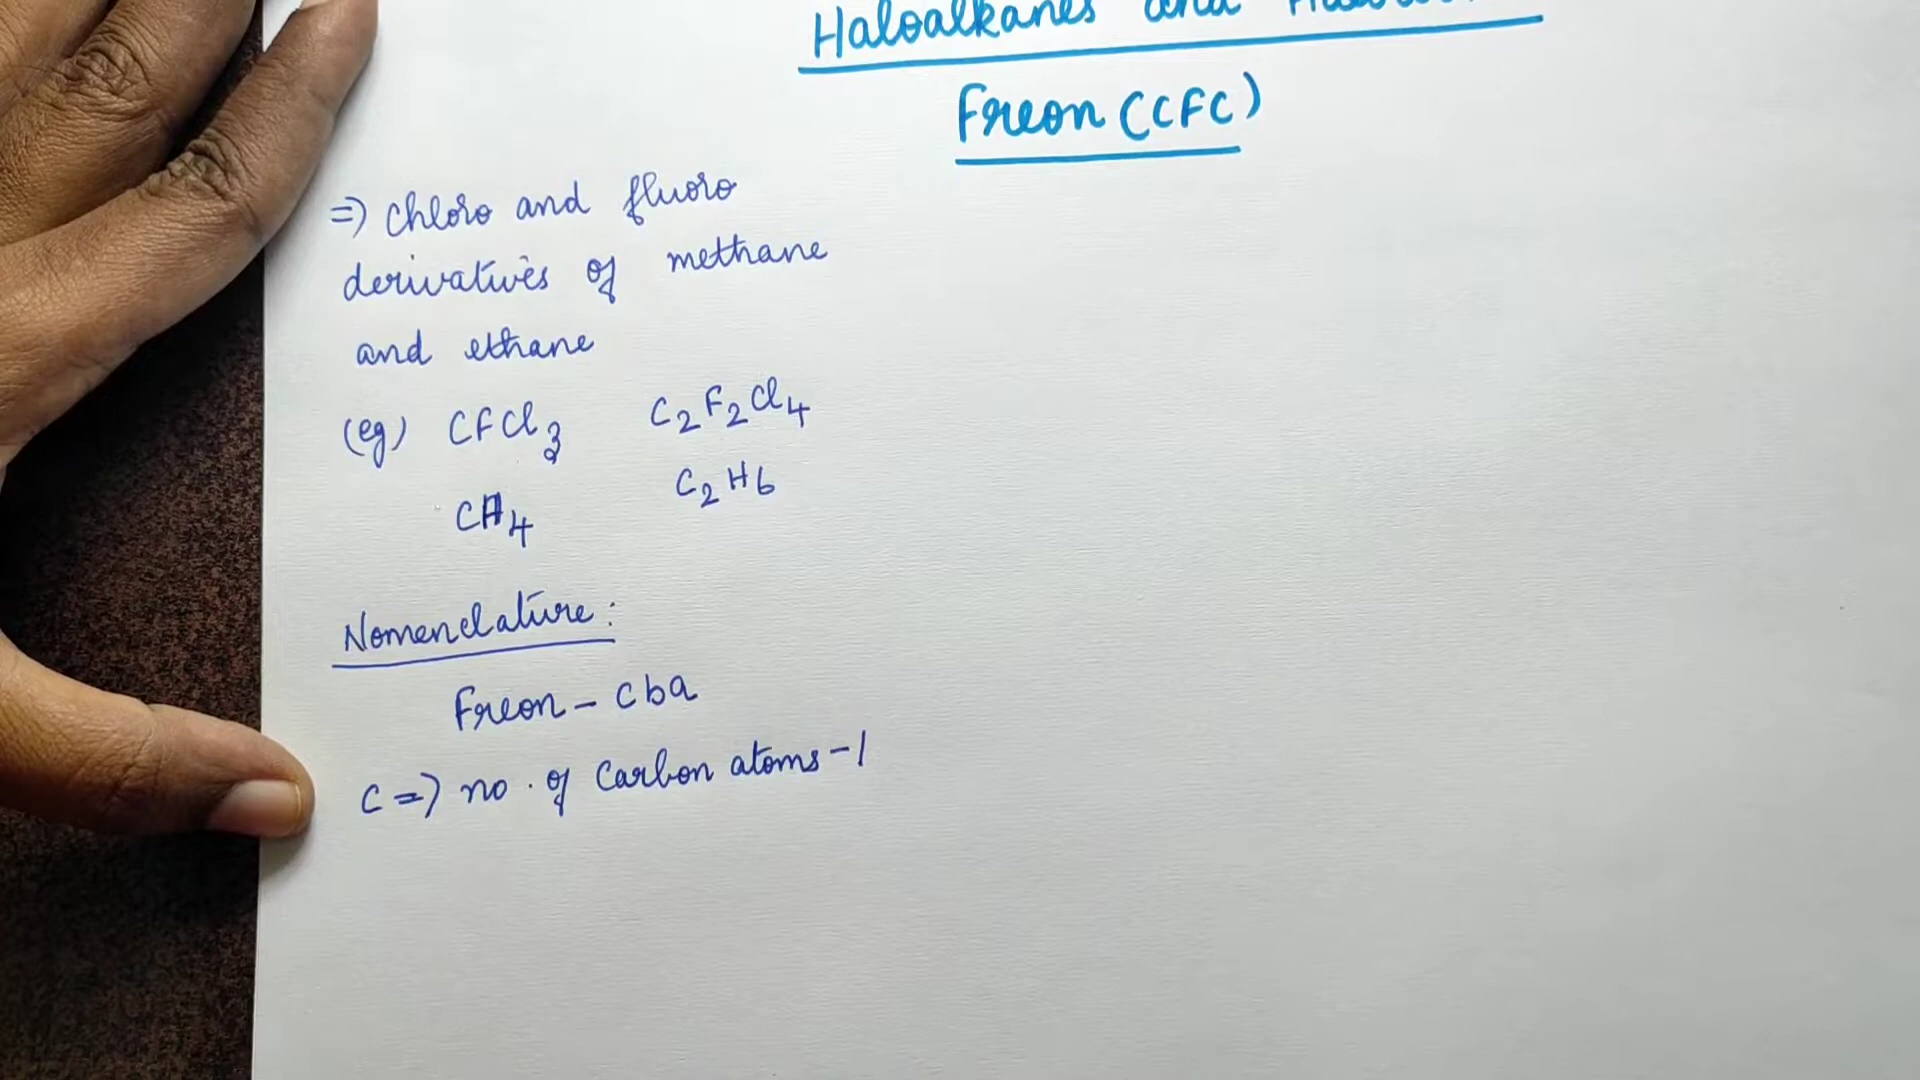 Haloalkanes and
Freon (CFC)
=> chloro and fluoro
derivatives of methane
and ethane
(eg) CFCl3 C2F2Cl4
CH4 C2H6
Nomenclature:
Freon - cba
c => no. of Carbon atoms - 1